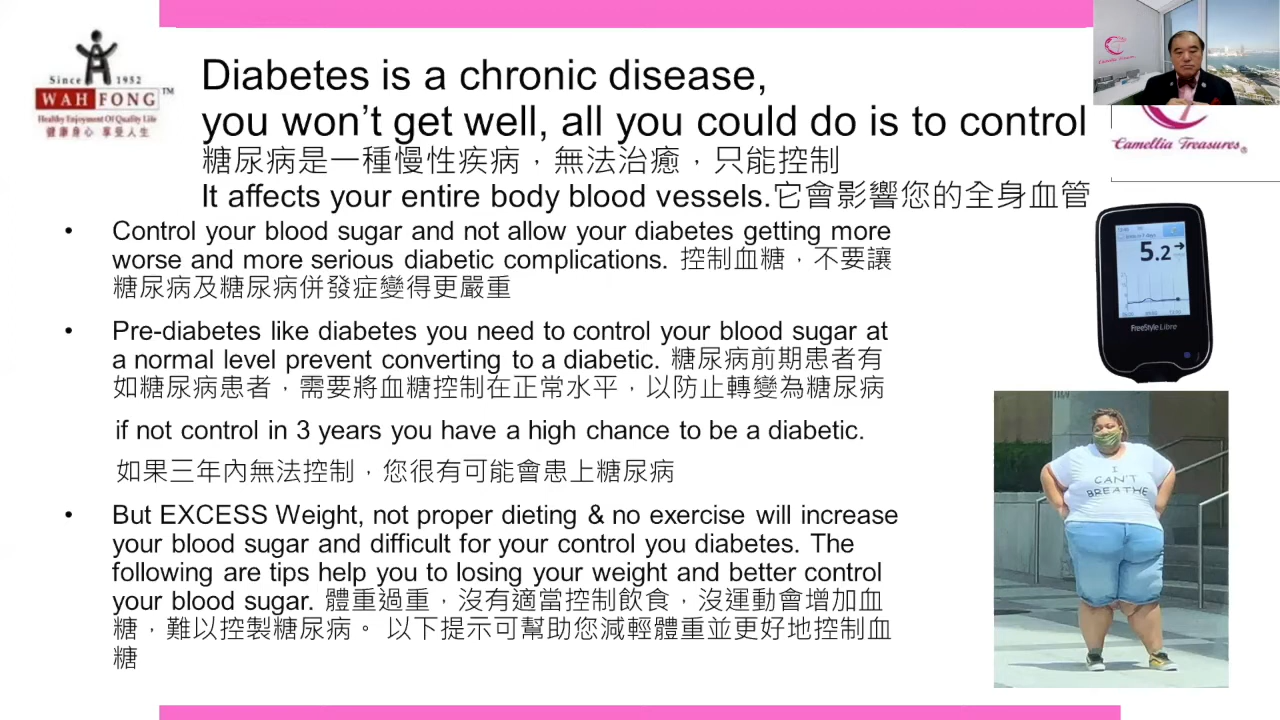 Since 1952
WAH FONG TM
Healthy Enjoyment Of Quality Life
健康身心 享受人生
Diabetes is a chronic disease,
you won’t get well, all you could do is to control
糖尿病是一種慢性疾病，無法治癒，只能控制
It affects your entire body blood vessels.它會影響您的全身血管
Camellia Treasures
Camellia Treasures®
• Control your blood sugar and not allow your diabetes getting more
worse and more serious diabetic complications. 控制血糖，不要讓
糖尿病及糖尿病併發症變得更嚴重
• Pre-diabetes like diabetes you need to control your blood sugar at
a normal level prevent converting to a diabetic. 糖尿病前期患者有
如糖尿病患者，需要將血糖控制在正常水平，以防止轉變為糖尿病
if not control in 3 years you have a high chance to be a diabetic.
如果三年內無法控制，您很有可能會患上糖尿病
• But EXCESS Weight, not proper dieting & no exercise will increase
your blood sugar and difficult for your control you diabetes. The
following are tips help you to losing your weight and better control
your blood sugar. 體重過重，沒有適當控制飲食，沒運動會增加血
糖，難以控製糖尿病。 以下提示可幫助您減輕體重並更好地控制血
糖
5.2
FreeStyle Libre
I
CAN'T
BREATHE